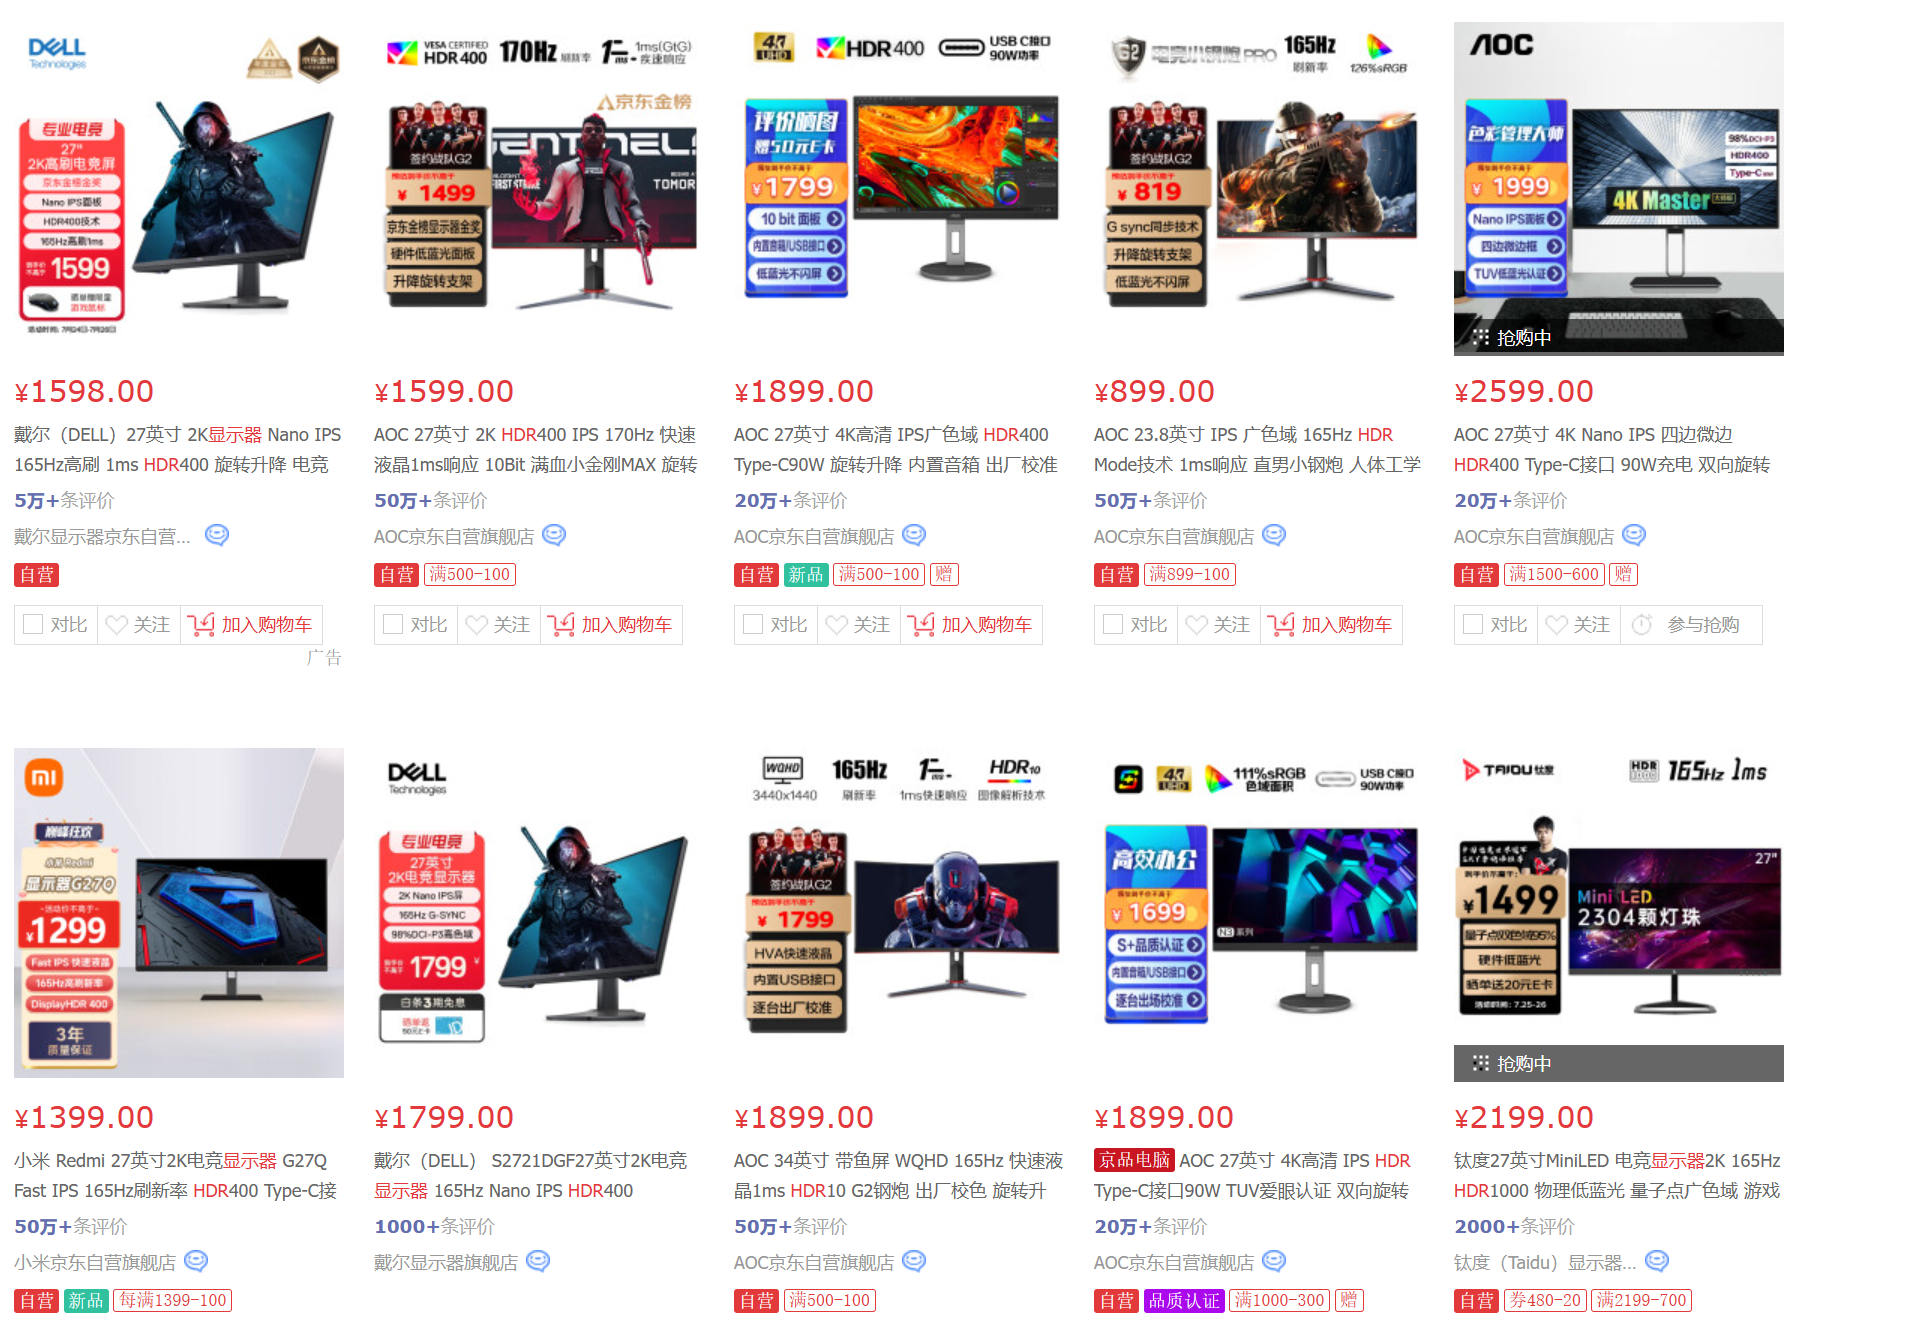 DELL
Technologies
专业电竞
27"
2K高刷电竞屏
京东金榜金奖
Nano IPS面板
HDR400技术
165Hz高刷1ms
1599
¥1598.00
戴尔（DELL）27英寸 2K显示器 Nano IPS
165Hz高刷 1ms HDR400 旋转升降 电竞
5万+条评价
戴尔显示器京东自营...
自营
对比 关注 加入购物车
广告
VESA CERTIFIED
HDR400 170Hz 刷新率 1ms 1ms(GtG)
疾速响应
京东金榜
签约战队G2
¥ 1499
京东金榜显示器金奖
硬件低蓝光面板
升降旋转支架
¥1599.00
AOC 27英寸 2K HDR400 IPS 170Hz 快速
液晶1ms响应 10Bit 满血小金刚MAX 旋转
50万+条评价
AOC京东自营旗舰店
自营 满500-100
对比 关注 加入购物车
4K UHD HDR400 USB C接口
90W功率
评价晒图
赠50元E卡
¥1799
10 bit 面板
内置音箱/USB接口
低蓝光不闪屏
¥1899.00
AOC 27英寸 4K高清 IPS广色域 HDR400
Type-C90W 旋转升降 内置音箱 出厂校准
20万+条评价
AOC京东自营旗舰店
自营 新品 满500-100 赠
对比 关注 加入购物车
G2 电竞小钢炮PRO 165Hz
刷新率 126%sRGB
签约战队G2
¥ 819
G sync同步技术
升降旋转支架
低蓝光不闪屏
¥899.00
AOC 23.8英寸 IPS 广色域 165Hz HDR
Mode技术 1ms响应 直男小钢炮 人体工学
50万+条评价
AOC京东自营旗舰店
自营 满899-100
对比 关注 加入购物车
AOC
色彩管理大师
¥ 1999
Nano IPS面板
四边微边框
TUV低蓝光认证
98%DCI-P3
HDR400
Type-C
4K Master
抢购中
¥2599.00
AOC 27英寸 4K Nano IPS 四边微边
HDR400 Type-C接口 90W充电 双向旋转
20万+条评价
AOC京东自营旗舰店
自营 满1500-600 赠
对比 关注 参与抢购
巅峰狂欢
小米 Redmi
显示器G27Q
¥1299
Fast IPS 快速液晶
165Hz高刷新率
DisplayHDR 400
3年
质量保证
¥1399.00
小米 Redmi 27英寸2K电竞显示器 G27Q
Fast IPS 165Hz刷新率 HDR400 Type-C接
50万+条评价
小米京东自营旗舰店
自营 新品 每满1399-100
DELL
Technologies
专业电竞
27英寸
2K电竞显示器
2K Nano IPS屏
165Hz G-SYNC
98%DCI-P3高色域
1799
白条3期免息
¥1799.00
戴尔（DELL） S2721DGF27英寸2K电竞
显示器 165Hz Nano IPS HDR400
1000+条评价
戴尔显示器旗舰店
WQHD 165Hz 1ms HDR10
3440x1440 刷新率 1ms快速响应 图像解析技术
签约战队G2
¥ 1799
HVA快速液晶
内置USB接口
逐台出厂校准
¥1899.00
AOC 34英寸 带鱼屏 WQHD 165Hz 快速液
晶1ms HDR10 G2钢炮 出厂校色 旋转升
50万+条评价
AOC京东自营旗舰店
自营 满500-100
4K UHD 111%sRGB
色域面积 USB C接口
90W功率
高效办公
¥ 1699
S+品质认证
内置音箱/USB接口
逐台出场校准
N3系列
¥1899.00
京品电脑 AOC 27英寸 4K高清 IPS HDR
Type-C接口90W TUV爱眼认证 双向旋转
20万+条评价
AOC京东自营旗舰店
自营 品质认证 满1000-300 赠
TAIDU 钛度 HDR 1000 165Hz 1ms
¥1499
量子点双色域95%
硬件低蓝光
晒单送20元E卡
活动时间：7.25-26
27"
Mini LED
2304颗灯珠
抢购中
¥2199.00
钛度27英寸MiniLED 电竞显示器2K 165Hz
HDR1000 物理低蓝光 量子点广色域 游戏
2000+条评价
钛度（Taidu）显示器...
自营 券480-20 满2199-700